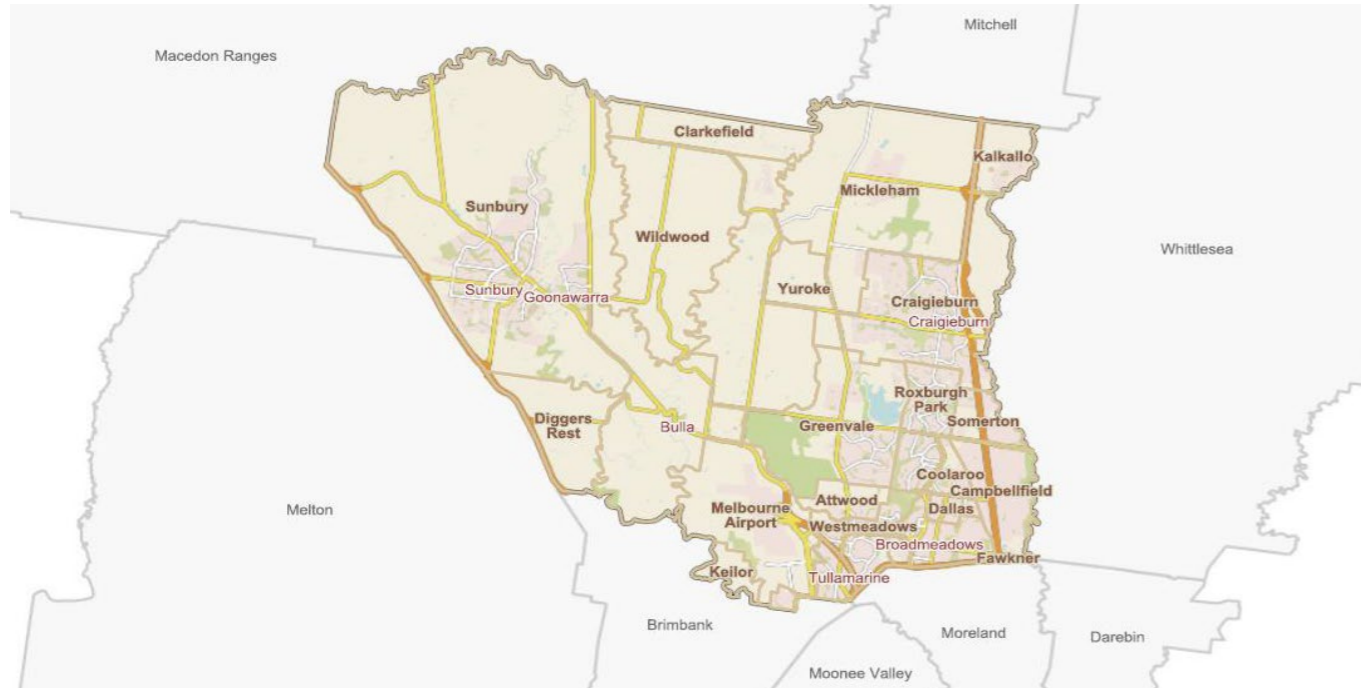 Mitchell
Macedon Ranges
Clarkefield
Kalkallo
Mickleham
Sunbury
Wildwood
Whittlesea
Sunbury
Goonawarra
Yuroke
Craigieburn
Craigieburn
Roxburgh
Park
Diggers
Rest
Bulla
Greenvale
Somerton
Coolaroo
Campbellfield
Attwood
Dallas
Melbourne
Airport
Westmeadows
Broadmeadows
Fawkner
Melton
Keilor
Tullamarine
Brimbank
Moreland
Darebin
Moonee Valley